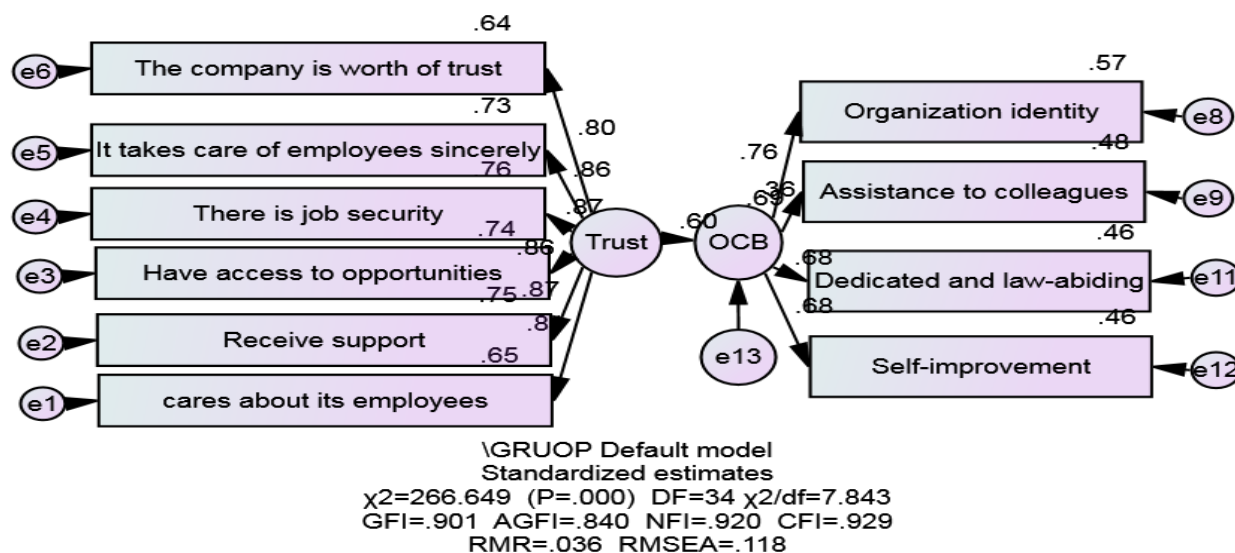 .64
e6
The company is worth of trust
.80
.73
e5
It takes care of employees sincerely
.86
.76
e4
There is job security
.87
.74
e3
Have access to opportunities
.86
.75
e2
Receive support
.87
.65
e1
cares about its employees
.8
Trust
.60
.36
OCB
e13
.57
Organization identity
e8
.76
.48
Assistance to colleagues
e9
.69
.46
Dedicated and law-abiding
e11
.68
.46
Self-improvement
e12
.68
\GRUOP Default model
Standardized estimates
χ2=266.649 (P=.000) DF=34 χ2/df=7.843
GFI=.901 AGFI=.840 NFI=.920 CFI=.929
RMR=.036 RMSEA=.118